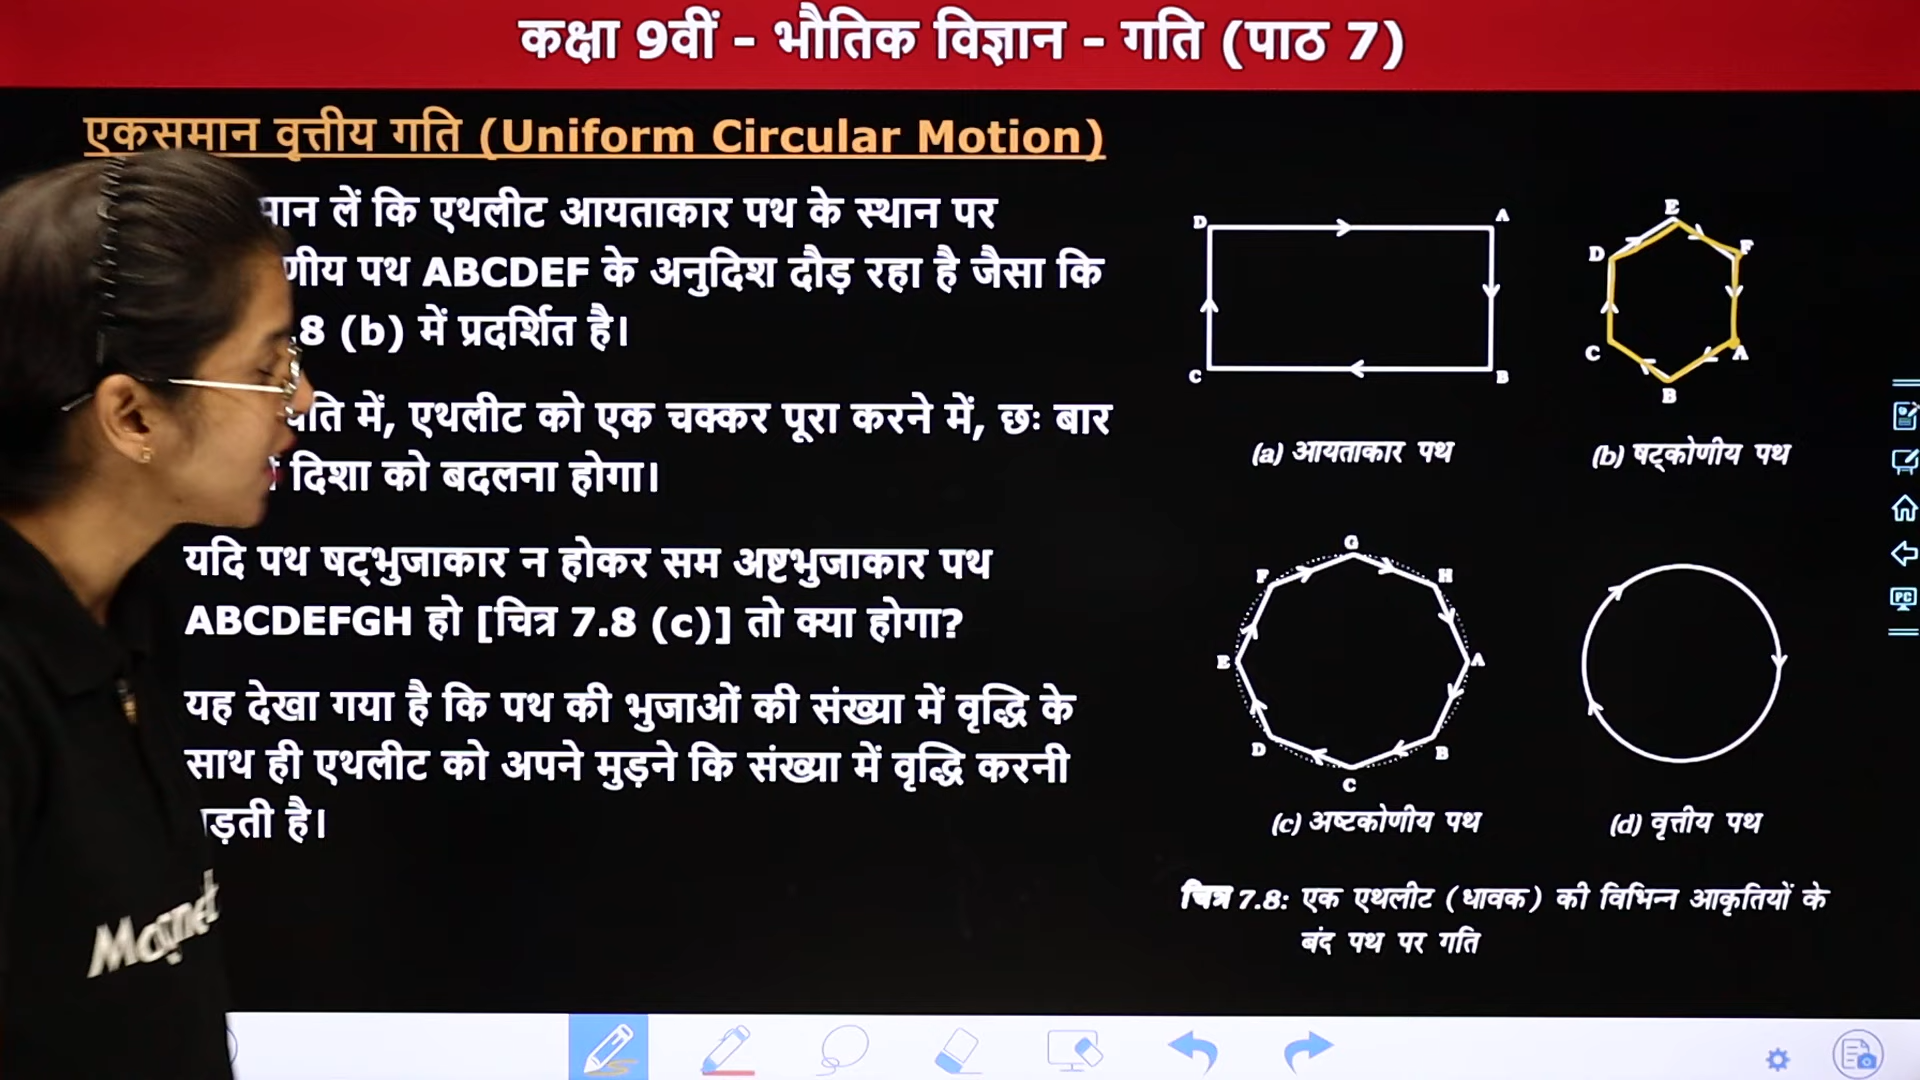 कक्षा 9वीं - भौतिक विज्ञान - गति (पाठ 7)
एकसमान वृत्तीय गति (Uniform Circular Motion)
मान लें कि एथलीट आयताकार पथ के स्थान पर
पथ ABCDEF के अनुदिश दौड़ रहा है जैसा कि
.8 (b) में प्रदर्शित है।
में, एथलीट को एक चक्कर पूरा करने में, छः बार
दिशा को बदलना होगा।
यदि पथ षट्भुजाकार न होकर सम अष्टभुजाकार पथ
ABCDEFGH हो [चित्र 7.8 (c)] तो क्या होगा?
यह देखा गया है कि पथ की भुजाओं की संख्या में वृद्धि के
साथ ही एथलीट को अपने मुड़ने कि संख्या में वृद्धि करनी
ड़ती है।
D A
C B
(a) आयताकार पथ
E
D F
C A
B
(b) षट्कोणीय पथ
G
F H
E A
D B
C
(c) अष्टकोणीय पथ
(d) वृत्तीय पथ
चित्र 7.8: एक एथलीट (धावक) की विभिन्न आकृतियों के
बंद पथ पर गति
PC